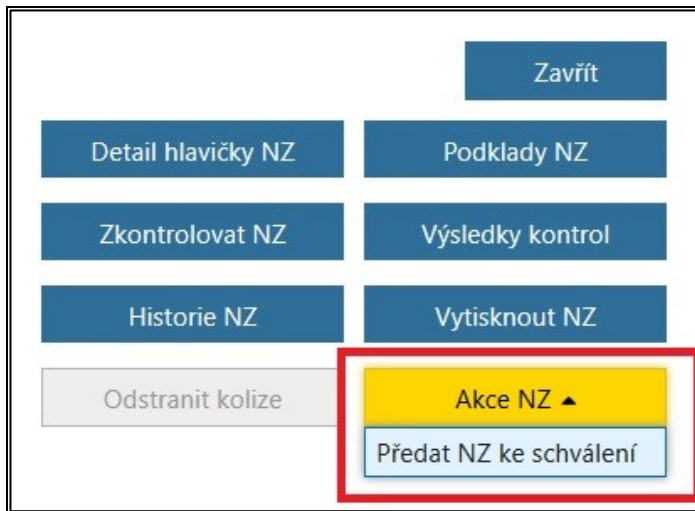 Zavřít
Detail hlavičky NZ
Podklady NZ
Zkontrolovat NZ
Výsledky kontrol
Historie NZ
Vytisknout NZ
Odstranit kolize
Akce NZ
Předat NZ ke schválení